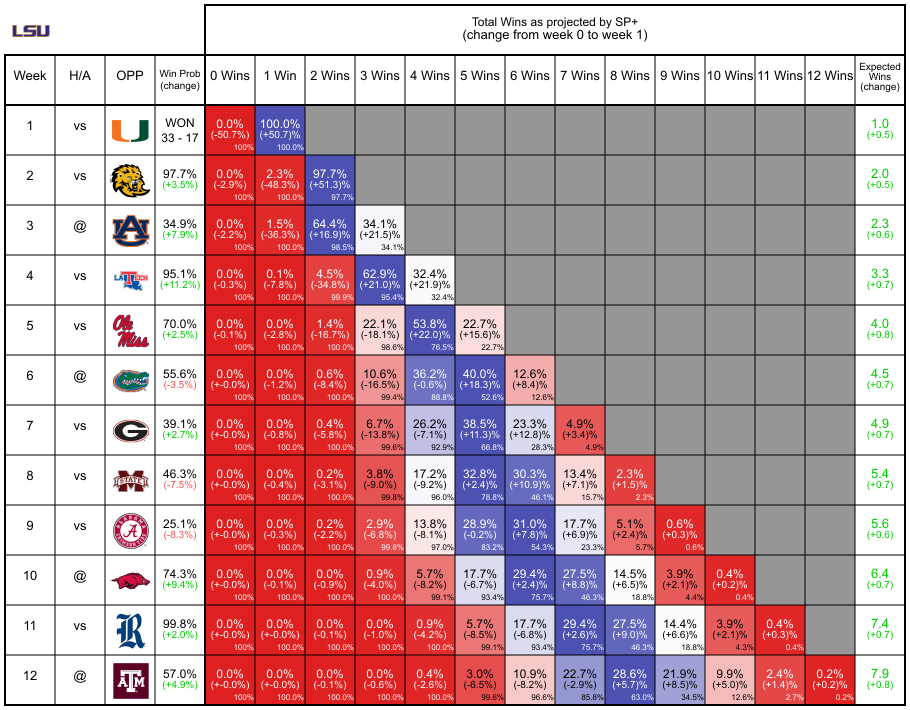 LSU
Total Wins as projected by SP+
(change from week 0 to week 1)
Week H/A OPP Win Prob (change) 0 Wins 1 Win 2 Wins 3 Wins 4 Wins 5 Wins 6 Wins 7 Wins 8 Wins 9 Wins 10 Wins 11 Wins 12 Wins Expected Wins (change)
1 vs U WON 0.0% 100.0% 1.0
33 - 17 (-50.7%) (+50.7)% (+0.5)
100% 100.0%
2 vs 97.7% 0.0% 2.3% 97.7% 2.0
(+3.5%) (-2.9%) (-48.3%) (+51.3)% (+0.5)
100% 100.0% 97.7%
3 @ AU 34.9% 0.0% 1.5% 64.4% 34.1% 2.3
(+7.9%) (-2.2%) (-36.3%) (+16.9)% (+21.5)% (+0.6)
100% 100.0% 98.5% 34.1%
4 vs LA TECH 95.1% 0.0% 0.1% 4.5% 62.9% 32.4% 3.3
(+11.2%) (-0.3%) (-7.8%) (-34.8%) (+21.0)% (+21.9)% (+0.7)
100% 100.0% 99.9% 95.4% 32.4%
5 vs Ole Miss 70.0% 0.0% 0.0% 1.4% 22.1% 53.8% 22.7% 4.0
(+2.5%) (-0.1%) (-2.8%) (-16.7%) (-18.1%) (+22.0)% (+15.6)% (+0.8)
100% 100.0% 100.0% 98.6% 76.5% 22.7%
6 @ Gators 55.6% 0.0% 0.0% 0.6% 10.6% 36.2% 40.0% 12.6% 4.5
(-3.5%) (+-0.0%) (-1.2%) (-8.4%) (-16.5%) (-0.6%) (+18.3)% (+8.4)% (+0.7)
100% 100.0% 100.0% 99.4% 88.8% 52.6% 12.6%
7 vs G 39.1% 0.0% 0.0% 0.4% 6.7% 26.2% 38.5% 23.3% 4.9% 4.9
(+2.7%) (+-0.0%) (-0.8%) (-5.8%) (-13.8%) (-7.1%) (+11.3)% (+12.8)% (+3.4)% (+0.7)
100% 100.0% 100.0% 99.6% 92.9% 66.8% 28.3% 4.9%
8 vs M STATE 46.3% 0.0% 0.0% 0.2% 3.8% 17.2% 32.8% 30.3% 13.4% 2.3% 5.4
(-7.5%) (+-0.0%) (-0.4%) (-3.1%) (-9.0%) (-9.2%) (+2.4)% (+10.9)% (+7.1)% (+1.5)% (+0.7)
100% 100.0% 100.0% 99.8% 96.0% 78.8% 46.1% 15.7% 2.3%
9 vs ALABAMA A 25.1% 0.0% 0.0% 0.2% 2.9% 13.8% 28.9% 31.0% 17.7% 5.1% 0.6% 5.6
(-8.3%) (+-0.0%) (-0.3%) (-2.2%) (-6.8%) (-8.1%) (-0.2%) (+7.8)% (+6.9)% (+2.4)% (+0.3)% (+0.6)
100% 100.0% 100.0% 99.8% 97.0% 83.2% 54.3% 23.3% 5.7% 0.6%
10 @ 74.3% 0.0% 0.0% 0.0% 0.9% 5.7% 17.7% 29.4% 27.5% 14.5% 3.9% 0.4% 6.4
(+9.4%) (+-0.0%) (-0.1%) (-0.9%) (-4.0%) (-8.2%) (-6.7%) (+2.4)% (+8.8)% (+6.5)% (+2.1)% (+0.2)% (+0.7)
100% 100.0% 100.0% 100.0% 99.1% 93.4% 75.7% 46.3% 18.8% 4.4% 0.4%
11 vs R 99.8% 0.0% 0.0% 0.0% 0.0% 0.9% 5.7% 17.7% 29.4% 27.5% 14.4% 3.9% 0.4% 7.4
(+2.0%) (+-0.0%) (+-0.0%) (-0.1%) (-1.0%) (-4.2%) (-8.5%) (-6.8%) (+2.6)% (+9.0)% (+6.6)% (+2.1)% (+0.3)% (+0.7)
100% 100.0% 100.0% 100.0% 100.0% 99.1% 93.4% 75.7% 46.3% 18.8% 4.3% 0.4%
12 @ ATM 57.0% 0.0% 0.0% 0.0% 0.0% 0.4% 3.0% 10.9% 22.7% 28.6% 21.9% 9.9% 2.4% 0.2% 7.9
(+4.9%) (+-0.0%) (+-0.0%) (-0.1%) (-0.6%) (-2.6%) (-6.5%) (-8.2%) (-2.9%) (+5.7)% (+8.5)% (+5.0)% (+1.4)% (+0.2)% (+0.8)
100% 100.0% 100.0% 100.0% 100.0% 99.6% 96.6% 85.8% 63.0% 34.5% 12.6% 2.7% 0.2%